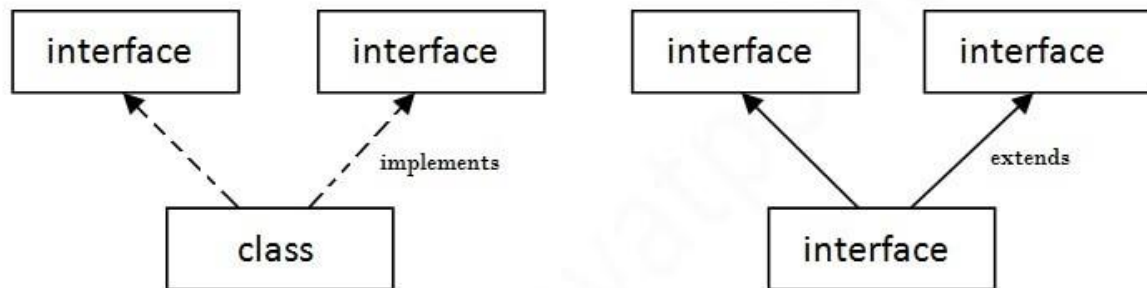 interface
interface
interface
interface
implements
extends
class
interface